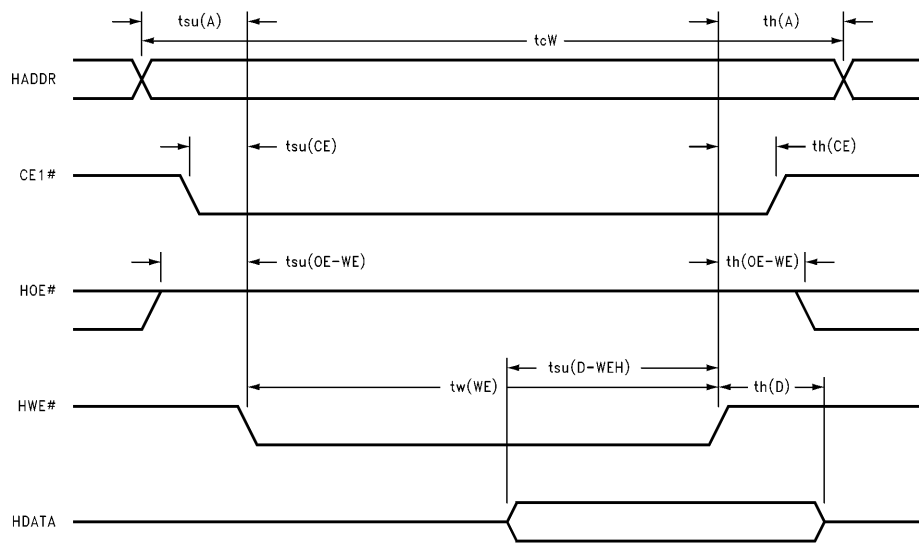 tsu(A)
th(A)
tcW
HADDR
tsu(CE)
th(CE)
CE1#
tsu(OE-WE)
th(OE-WE)
HOE#
tsu(D-WEH)
tw(WE)
th(D)
HWE#
HDATA